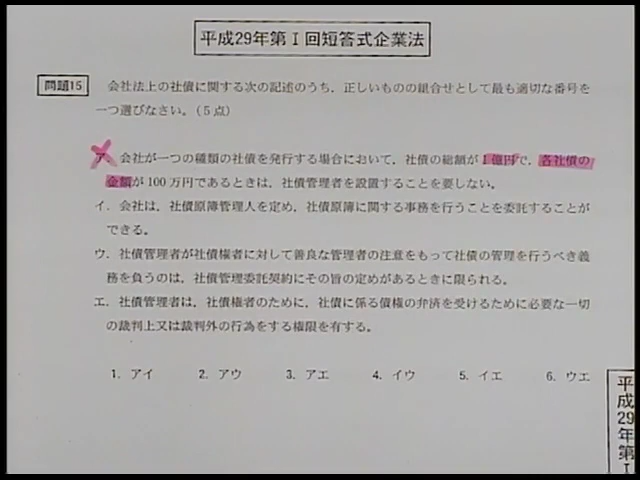 平成29年第Ⅰ回短答式企業法
問題15 会社法上の社債に関する次の記述のうち、正しいものの組合せとして最も適切な番号を
一つ選びなさい。(5点)
ア．会社が一つの種類の社債を発行する場合において、社債の総額が1億円で、各社債の
金額が100万円であるときは、社債管理者を設置することを要しない。
イ．会社は、社債原簿管理人を定め、社債原簿に関する事務を行うことを委託することが
できる。
ウ．社債管理者が社債権者に対して善良な管理者の注意をもって社債の管理を行うべき義
務を負うのは、社債管理委託契約にその旨の定めがあるときに限られる。
エ．社債管理者は、社債権者のために、社債に係る債権の弁済を受けるために必要な一切
の裁判上又は裁判外の行為をする権限を有する。
1．アイ 2．アウ 3．アエ 4．イウ 5．イエ 6．ウエ
平成29年第Ⅰ